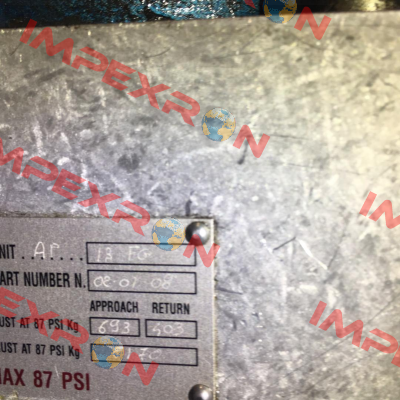 IMPEXRON
IMPEXRON
IMPEXRON
IMPEXRON
IMPEXRON
NIT . AP... 13 FG
ART NUMBER N. 02-01-08
APPROACH RETURN
UST AT 87 PSI Kg 693 403
UST AT 87 PSI Kg
MAX 87 PSI